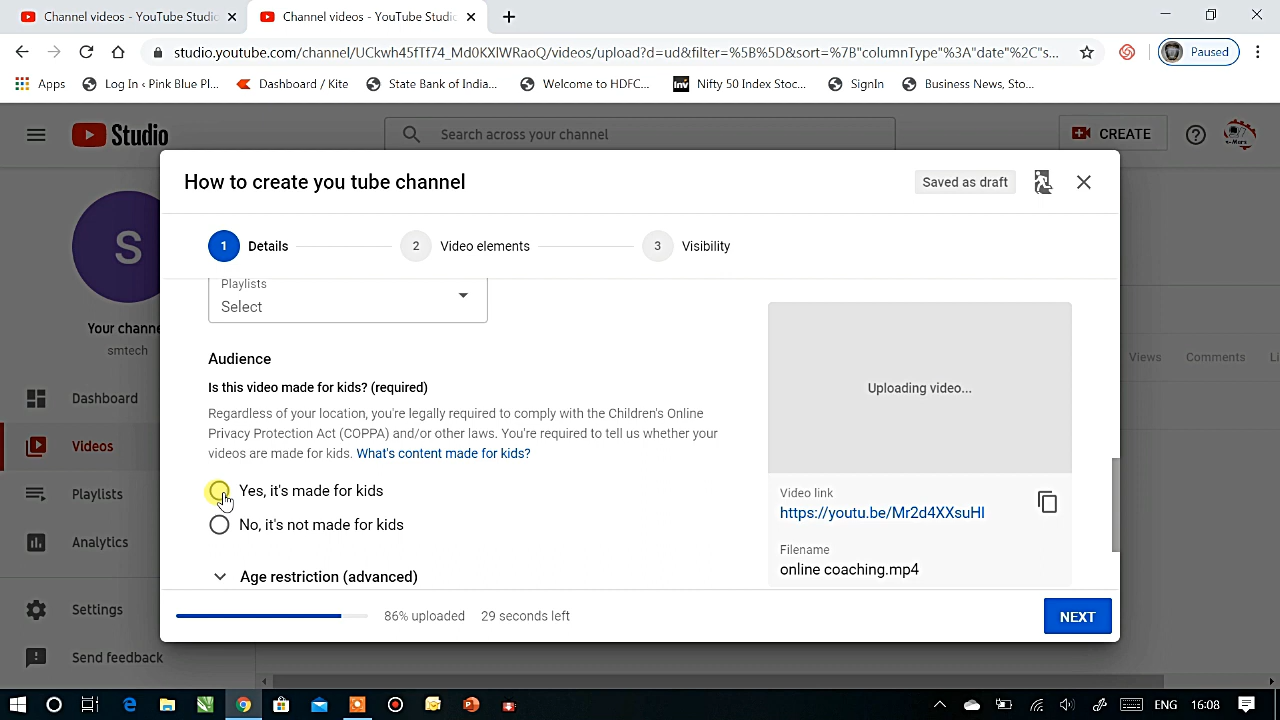 Channel videos - YouTube Studio
Channel videos - YouTube Studio
studio.youtube.com/channel/UCkwh45fTf74_Md0KXlWRaoQ/videos/upload?d=ud&filter=%5B%5D&sort=%7B"columnType"%3A"date"%2C"s...
Paused
Apps
Log In ‹ Pink Blue Pl...
Dashboard / Kite
State Bank of India...
Welcome to HDFC...
Inv
Nifty 50 Index Stoc...
SignIn
Business News, Sto...
Studio
Search across your channel
CREATE
How to create you tube channel
Saved as draft
1 Details
2 Video elements
3 Visibility
S
Your chann
smtech
Dashboard
Videos
Playlists
Analytics
Settings
Send feedback
Playlists
Select
Audience
Is this video made for kids? (required)
Regardless of your location, you're legally required to comply with the Children's Online
Privacy Protection Act (COPPA) and/or other laws. You're required to tell us whether your
videos are made for kids. What's content made for kids?
Yes, it's made for kids
No, it's not made for kids
Age restriction (advanced)
Uploading video...
Video link
https://youtu.be/Mr2d4XXsuHI
Filename
online coaching.mp4
Views
Comments
86% uploaded
29 seconds left
NEXT
ENG
16:08